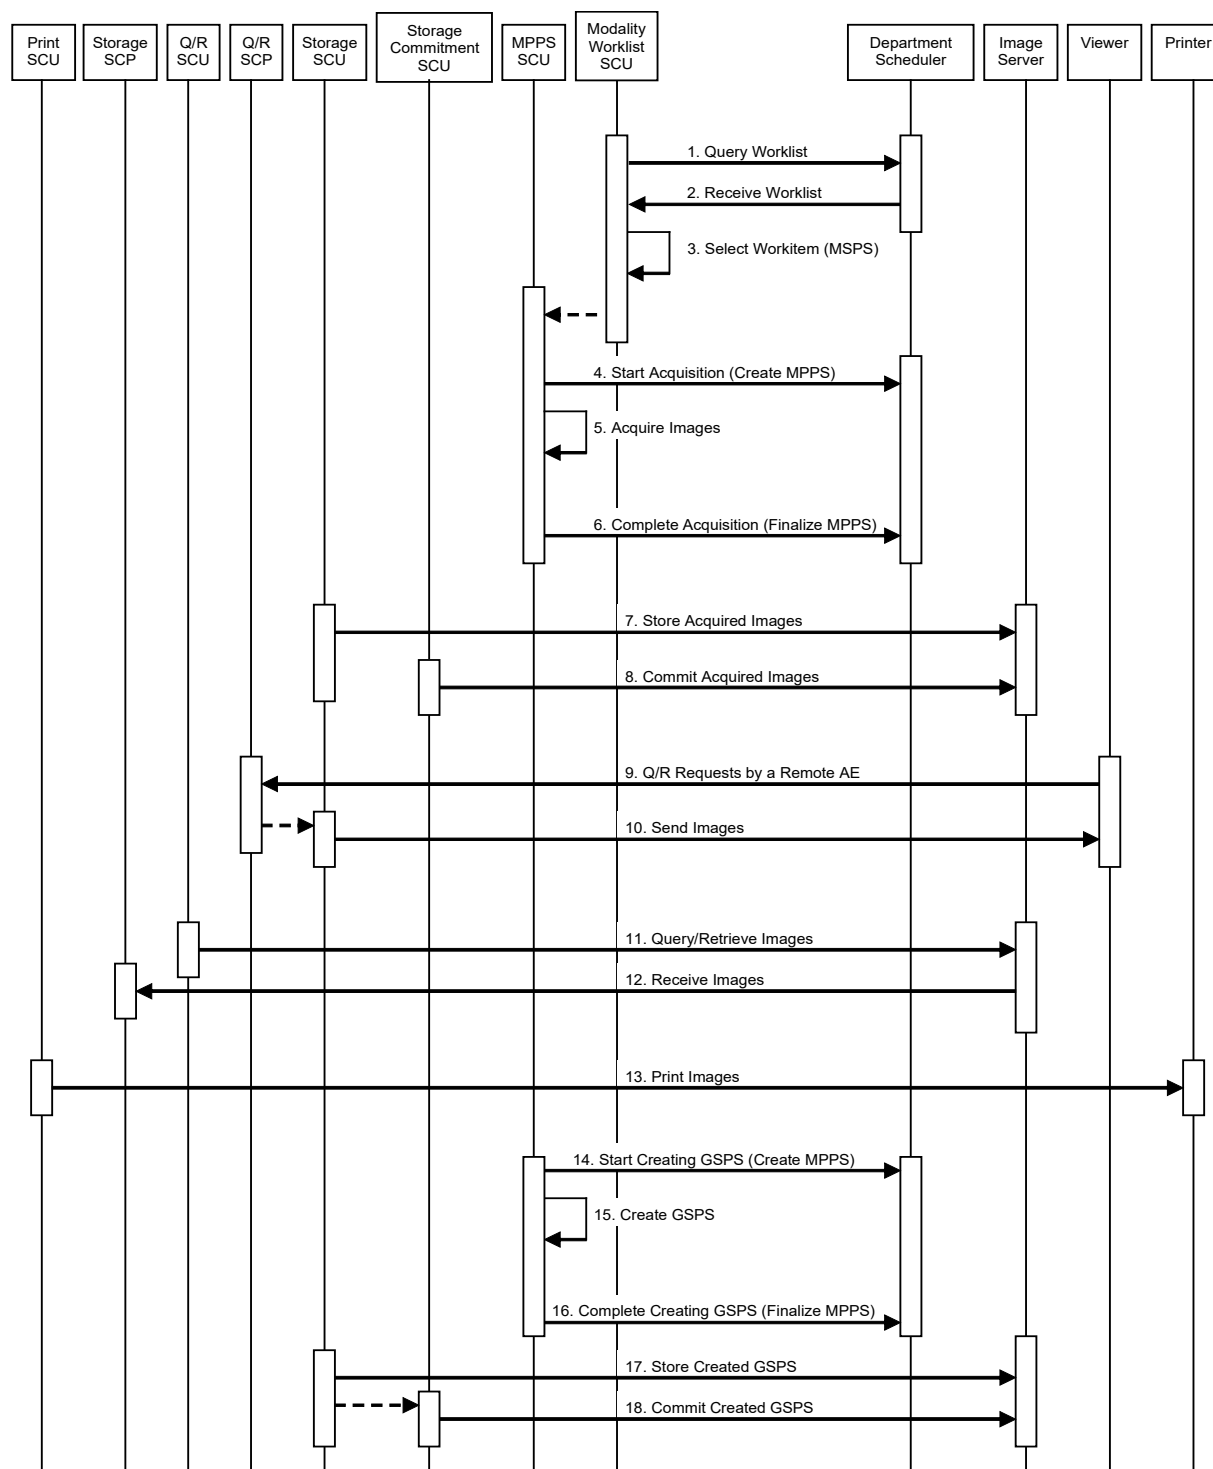 Print
SCU
Storage
SCP
Q/R
SCU
Q/R
SCP
Storage
SCU
Storage
Commitment
SCU
MPPS
SCU
Modality
Worklist
SCU
Department
Scheduler
Image
Server
Viewer
Printer
1. Query Worklist
2. Receive Worklist
3. Select Workitem (MSPS)
4. Start Acquisition (Create MPPS)
5. Acquire Images
6. Complete Acquisition (Finalize MPPS)
7. Store Acquired Images
8. Commit Acquired Images
9. Q/R Requests by a Remote AE
10. Send Images
11. Query/Retrieve Images
12. Receive Images
13. Print Images
14. Start Creating GSPS (Create MPPS)
15. Create GSPS
16. Complete Creating GSPS (Finalize MPPS)
17. Store Created GSPS
18. Commit Created GSPS